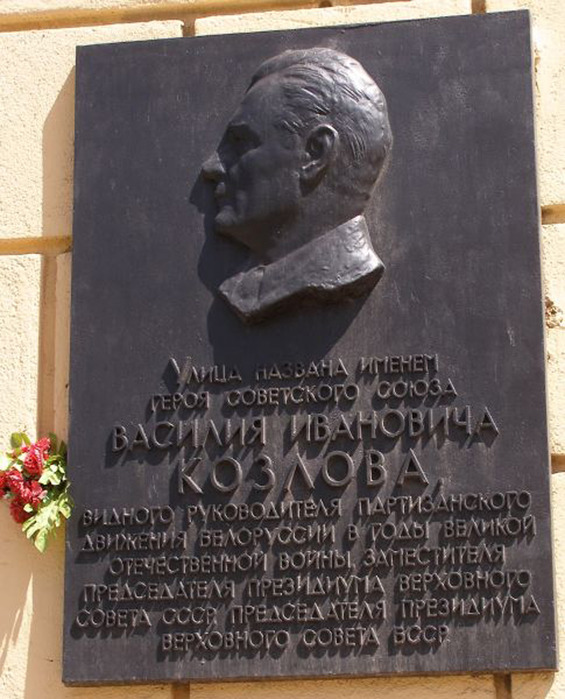 Улица названа именем
героя Советского Союза
Василия Ивановича
Козлова,
видного руководителя партизанского
движения Белоруссии в годы Великой
Отечественной войны, заместителя
председателя президиума Верховного
Совета СССР, председателя президиума
Верховного Совета БССР.